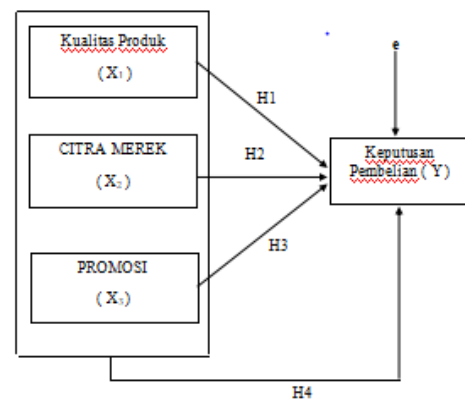 Kualitas Produk
( X₁ )
e
H1
CITRA MEREK
( X₂ )
H2
Keputusan
Pembelian ( Y )
H3
PROMOSI
( X₃ )
H4